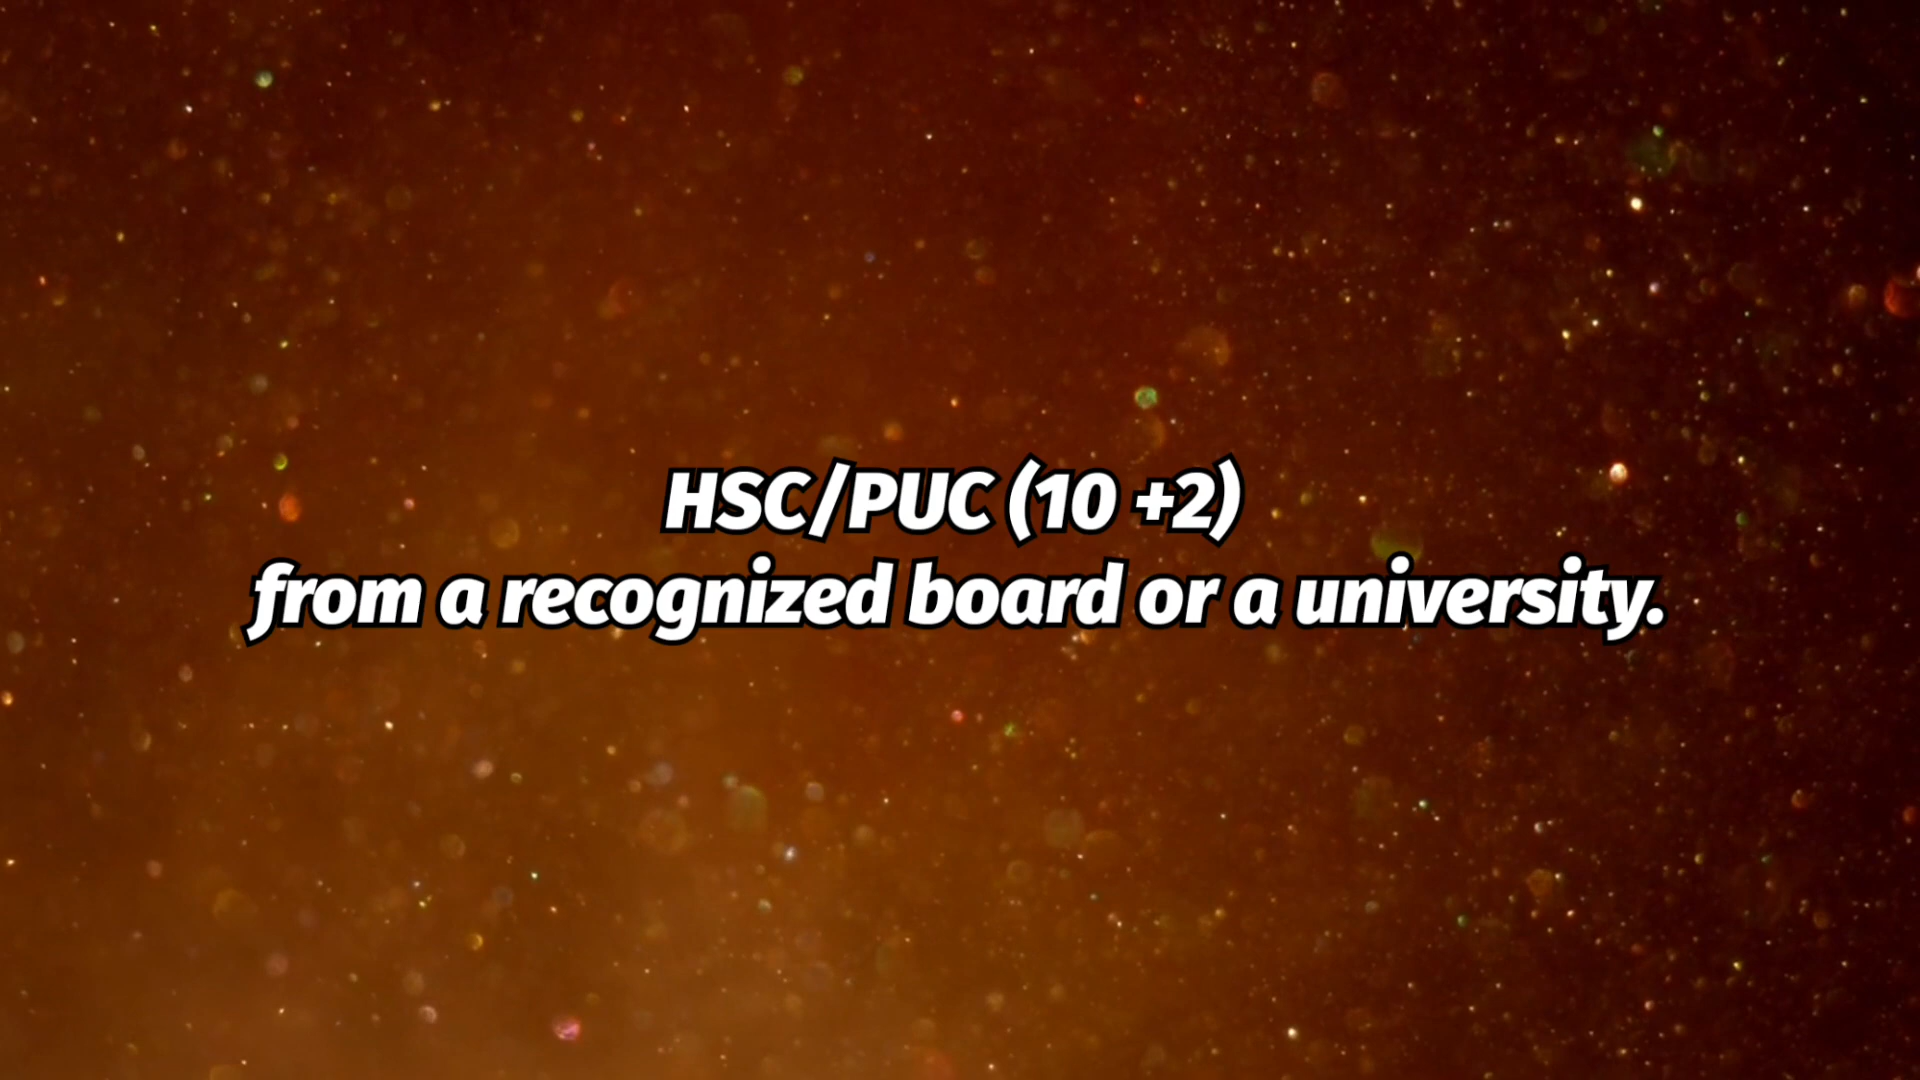 HSC/PUC (10 +2)
from a recognized board or a university.